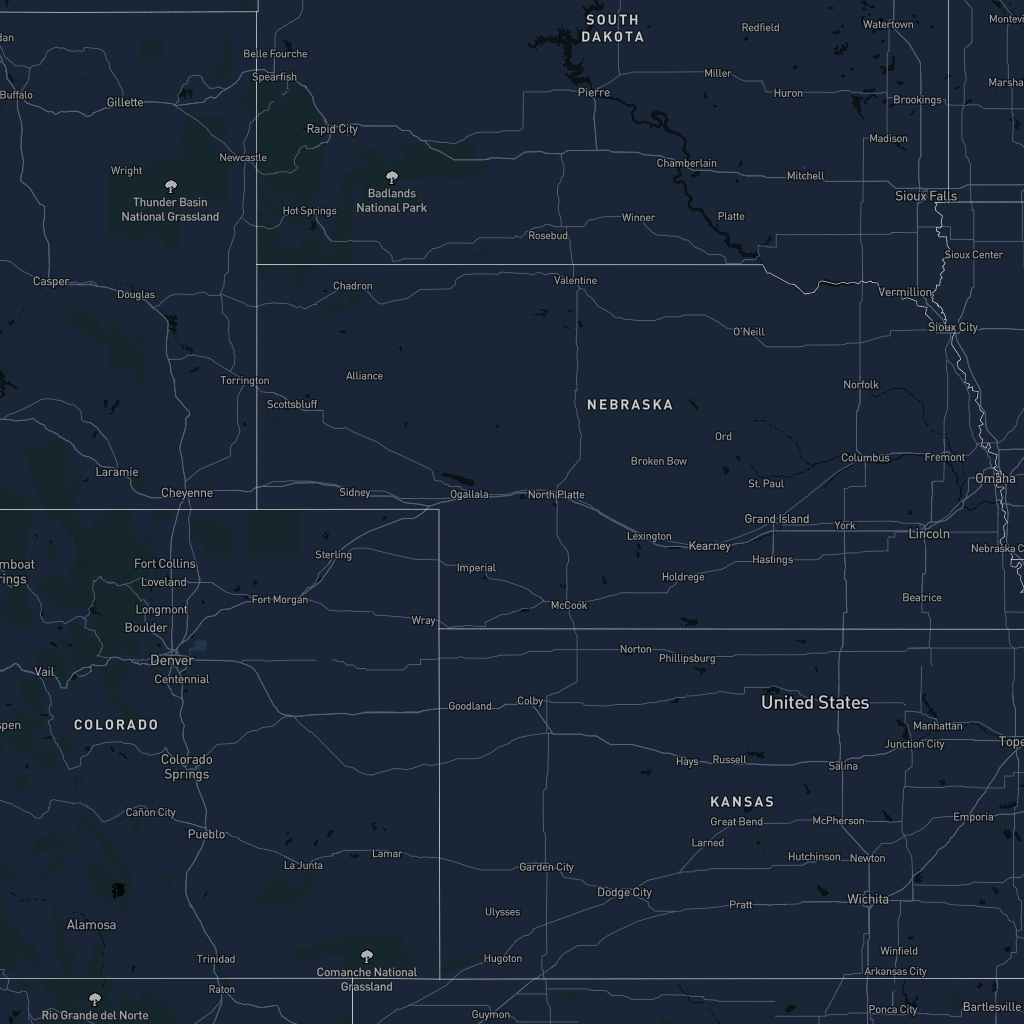 SOUTH
DAKOTA
Redfield
Watertown
Belle Fourche
Spearfish
Miller
Buffalo
Gillette
Pierre
Huron
Brookings
Rapid City
Madison
Newcastle
Wright
Chamberlain
Mitchell
Badlands
National Park
Thunder Basin
National Grassland
Sioux Falls
Hot Springs
Winner
Platte
Rosebud
Sioux Center
Casper
Douglas
Chadron
Valentine
Vermillion
O'Neill
Sioux City
Torrington
Alliance
Norfolk
Scottsbluff
NEBRASKA
Ord
Broken Bow
Columbus
Fremont
Laramie
Omaha
St. Paul
Cheyenne
Sidney
Ogallala
North Platte
Grand Island
York
Lexington
Kearney
Lincoln
Nebraska C
Sterling
Hastings
Fort Collins
Loveland
Imperial
Holdrege
Longmont
Fort Morgan
McCook
Beatrice
Boulder
Wray
Norton
Phillipsburg
Denver
Vail
Centennial
Goodland
Colby
United States
COLORADO
Manhattan
Junction City
Tope
Colorado
Springs
Hays
Russell
Salina
KANSAS
Cañon City
Great Bend
McPherson
Emporia
Pueblo
Larned
Lamar
La Junta
Garden City
Hutchinson
Newton
Dodge City
Pratt
Wichita
Ulysses
Alamosa
Trinidad
Hugoton
Winfield
Comanche National
Grassland
Arkansas City
Raton
Rio Grande del Norte
Guymon
Ponca City
Bartlesville